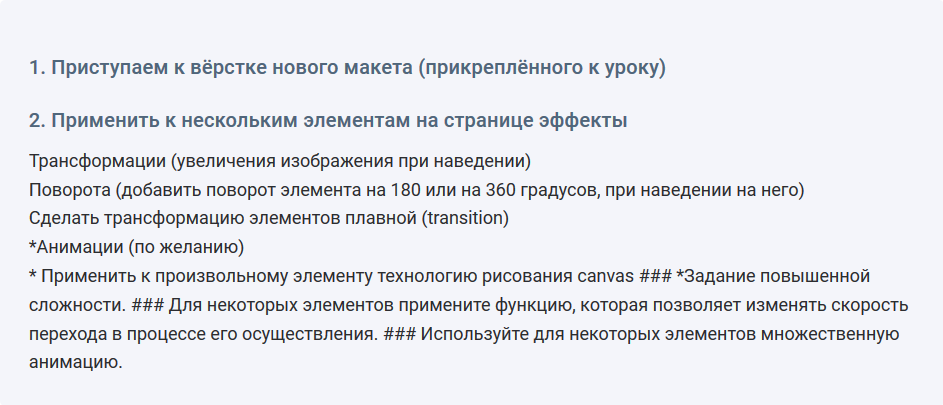 1. Приступаем к вёрстке нового макета (прикреплённого к уроку)
2. Применить к нескольким элементам на странице эффекты
Трансформации (увеличения изображения при наведении)
Поворота (добавить поворот элемента на 180 или на 360 градусов, при наведении на него)
Сделать трансформацию элементов плавной (transition)
*Анимации (по желанию)
* Применить к произвольному элементу технологию рисования canvas ### *Задание повышенной
сложности. ### Для некоторых элементов примените функцию, которая позволяет изменять скорость
перехода в процессе его осуществления. ### Используйте для некоторых элементов множественную
анимацию.